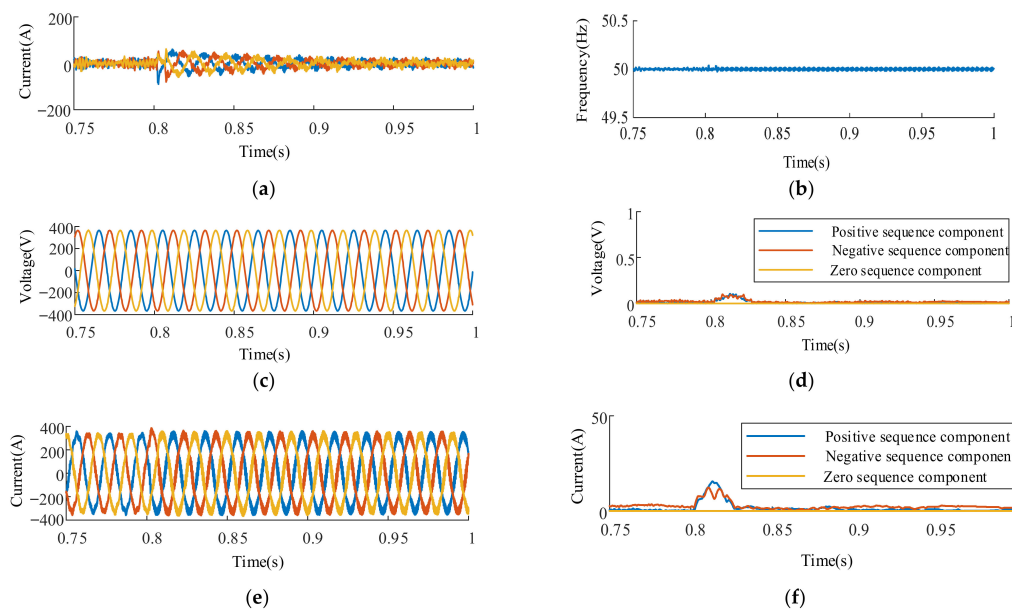 Current(A)
200
0
−200
0.75 0.8 0.85 0.9 0.95 1
Time(s)
(a)
Frequency(Hz)
50.5
50
49.5
0.75 0.8 0.85 0.9 0.95 1
Time(s)
(b)
Voltage(V)
400
200
0
−200
−400
0.75 0.8 0.85 0.9 0.95 1
Time(s)
(c)
Voltage(V)
1
0.5
0
Positive sequence component
Negative sequence component
Zero sequence component
0.75 0.8 0.85 0.9 0.95 1
Time(s)
(d)
Current(A)
400
200
0
−200
−400
0.75 0.8 0.85 0.9 0.95 1
Time(s)
(e)
Current(A)
50
0
Positive sequence component
Negative sequence componen
Zero sequence component
0.75 0.8 0.85 0.9 0.95
Time(s)
(f)